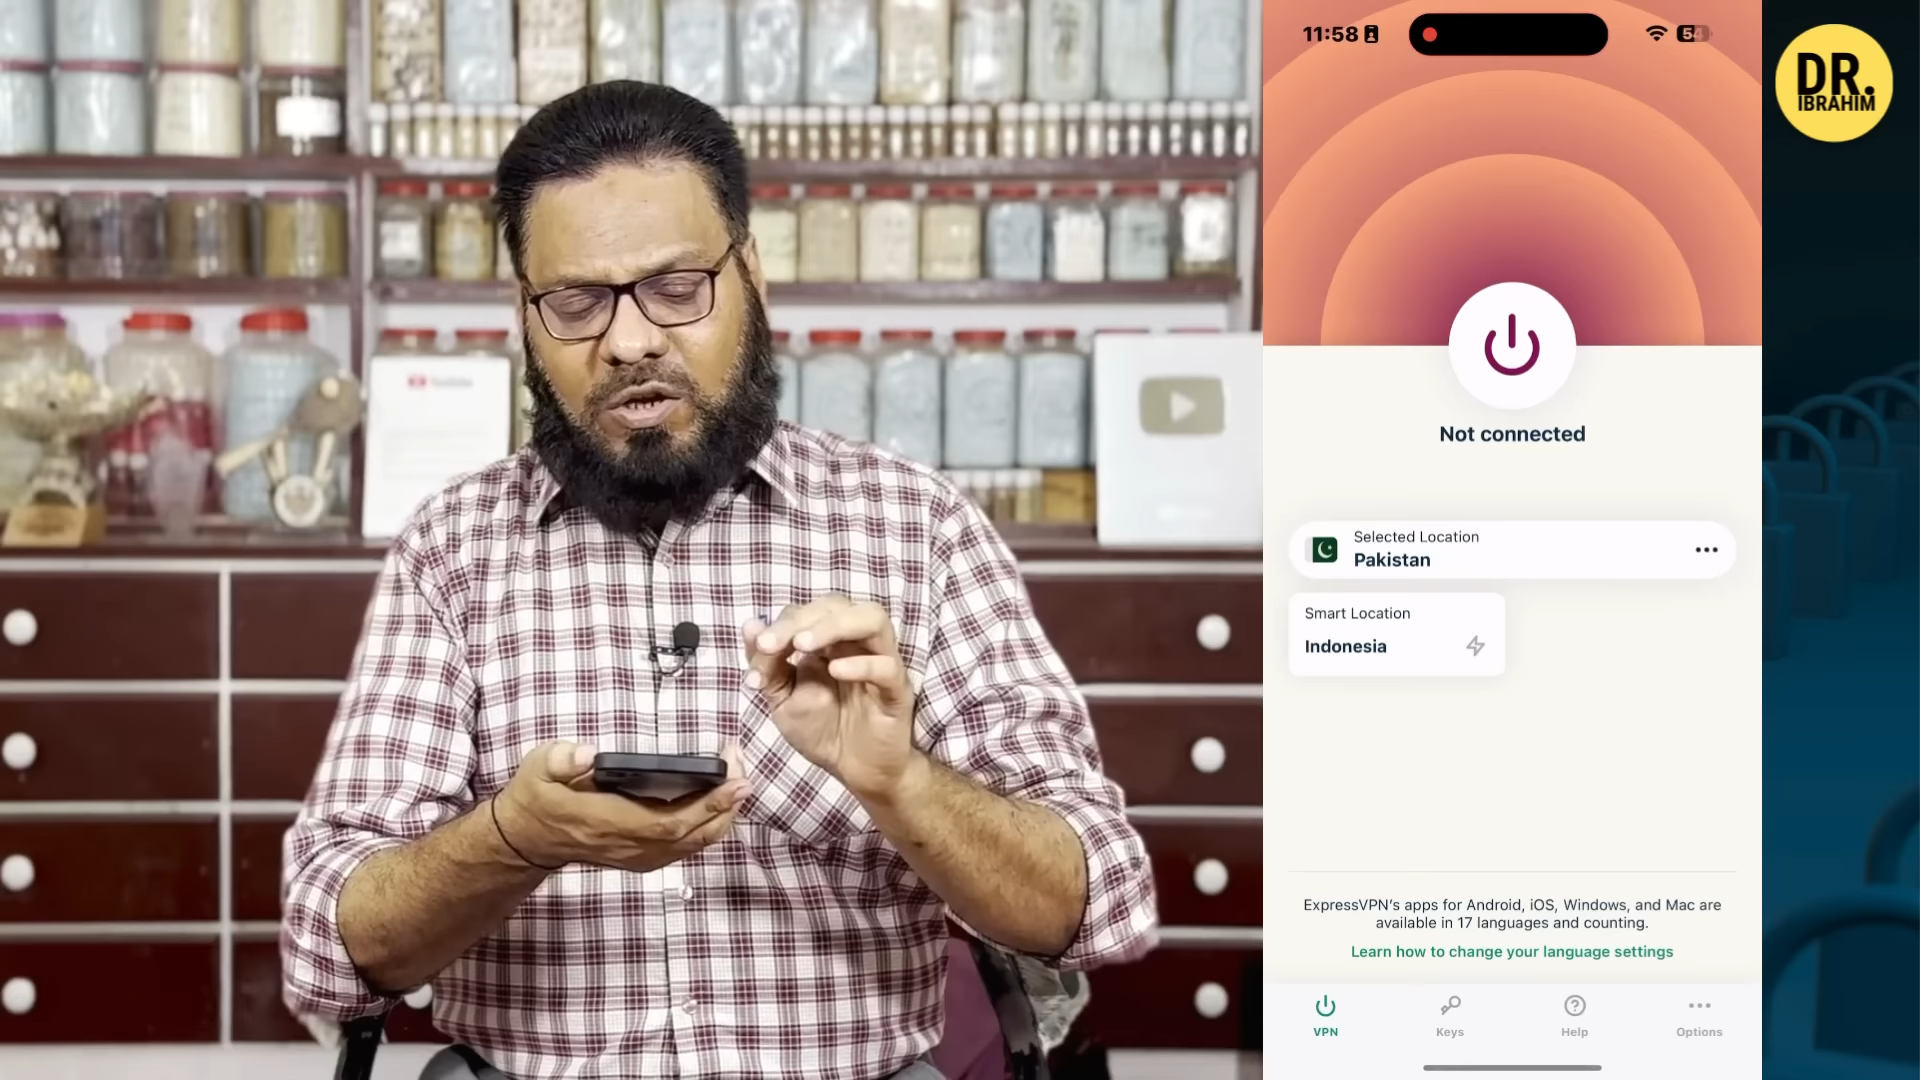 11:58
54
DR.
IBRAHIM
Not connected
Selected Location
Pakistan
Smart Location
Indonesia
ExpressVPN’s apps for Android, iOS, Windows, and Mac are
available in 17 languages and counting.
Learn how to change your language settings
VPN
Keys
Help
Options